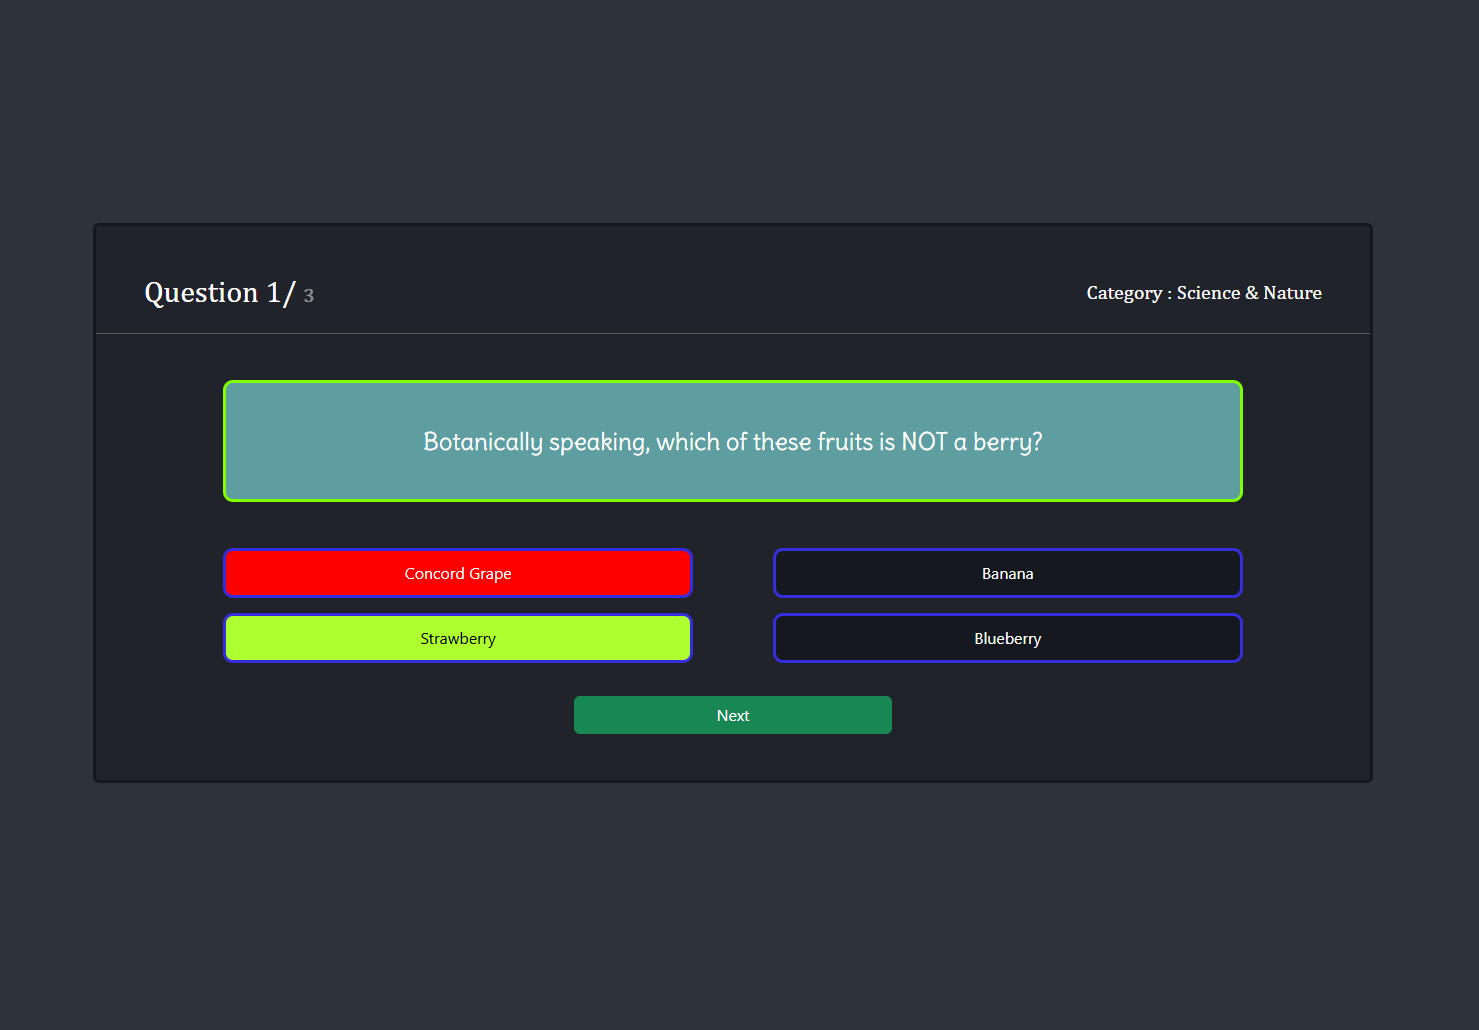 Question 1/ 3
Category : Science & Nature
Botanically speaking, which of these fruits is NOT a berry?
Concord Grape
Banana
Strawberry
Blueberry
Next